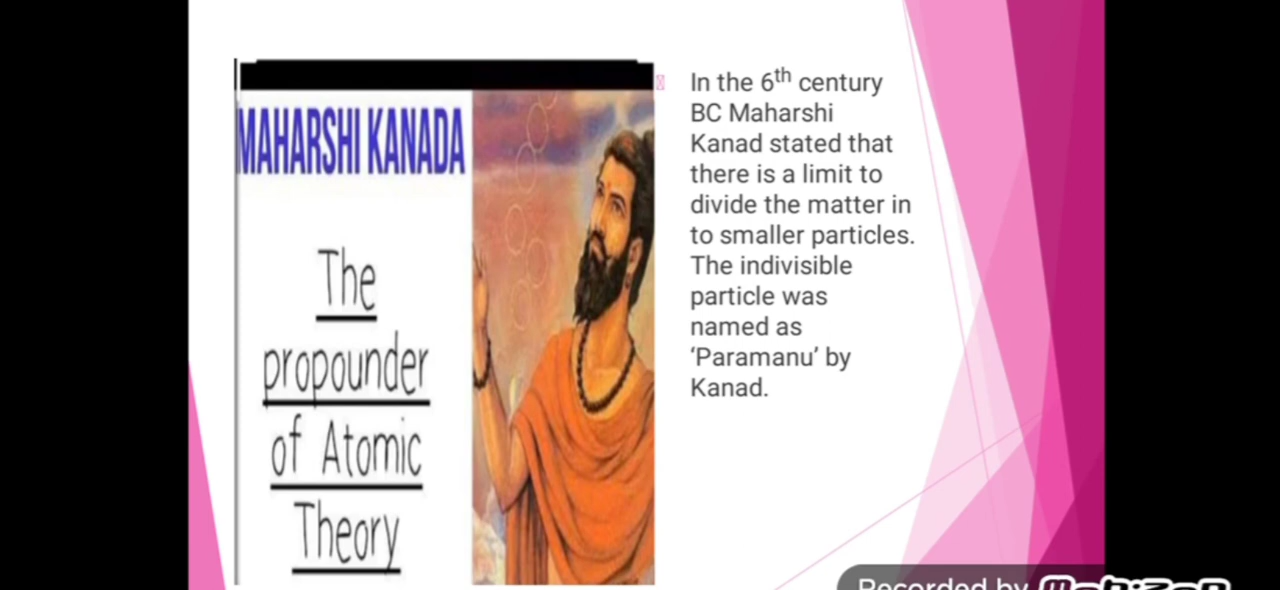 MAHARSHI KANADA
The
propounder
of Atomic
Theory
In the 6th century
BC Maharshi
Kanad stated that
there is a limit to
divide the matter in
to smaller particles.
The indivisible
particle was
named as
‘Paramanu’ by
Kanad.
Recorded by